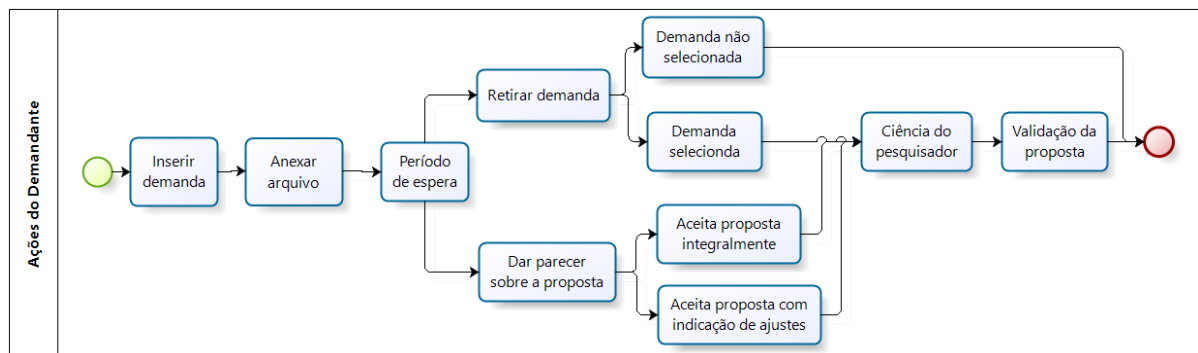 Ações do Demandante
Inserir
demanda
Anexar
arquivo
Período
de espera
Retirar demanda
Demanda não
selecionada
Demanda
selecionda
Dar parecer
sobre a proposta
Aceita proposta
integralmente
Aceita proposta com
indicação de ajustes
Ciência do
pesquisador
Validação da
proposta